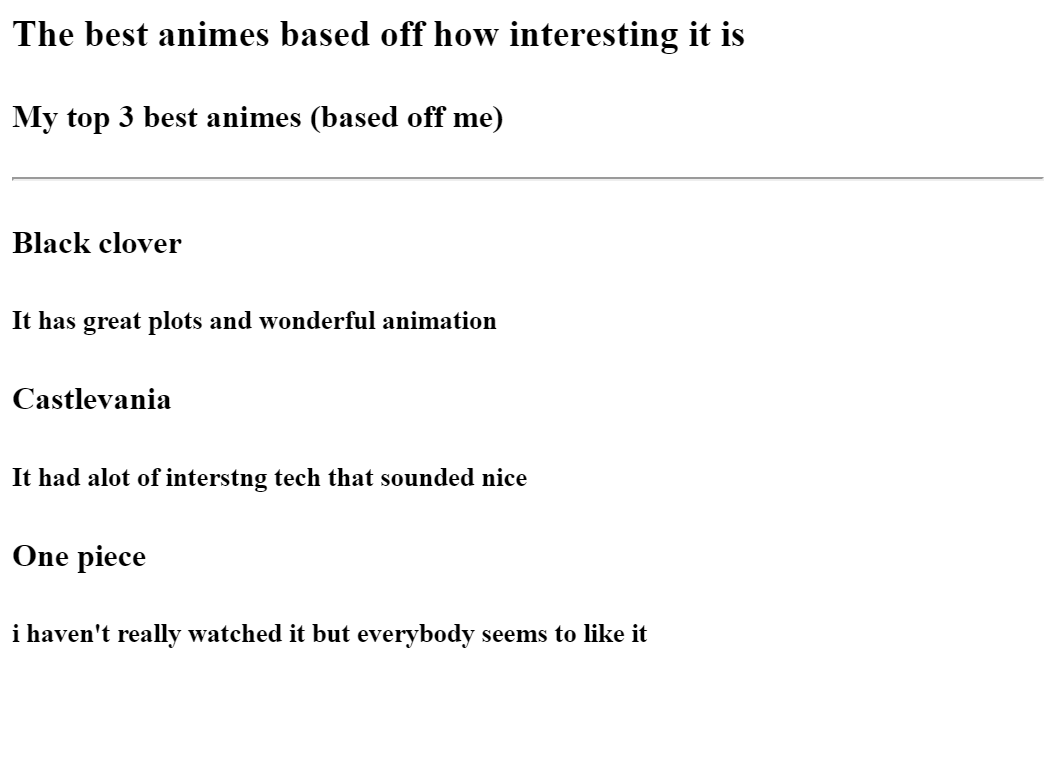 The best animes based off how interesting it is
My top 3 best animes (based off me)
Black clover
It has great plots and wonderful animation
Castlevania
It had alot of interstng tech that sounded nice
One piece
i haven't really watched it but everybody seems to like it